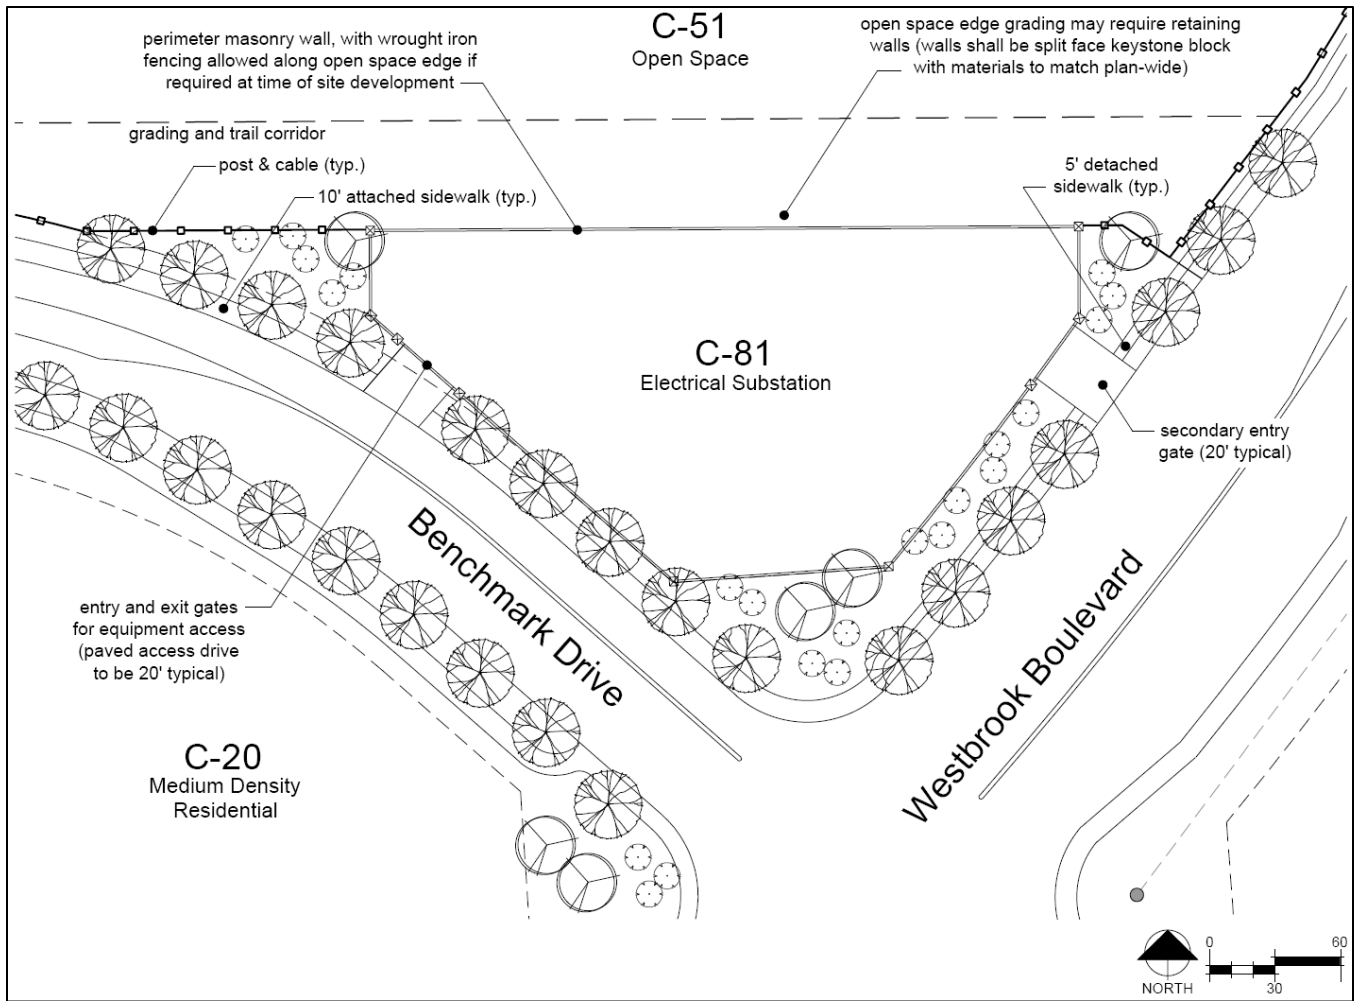 C-51
Open Space
perimeter masonry wall, with wrought iron
fencing allowed along open space edge if
required at time of site development
open space edge grading may require retaining
walls (walls shall be split face keystone block
with materials to match plan-wide)
grading and trail corridor
post & cable (typ.)
10' attached sidewalk (typ.)
5' detached
sidewalk (typ.)
C-81
Electrical Substation
secondary entry
gate (20' typical)
Benchmark Drive
Westbrook Boulevard
entry and exit gates
for equipment access
(paved access drive
to be 20' typical)
C-20
Medium Density
Residential
NORTH
0
60
30